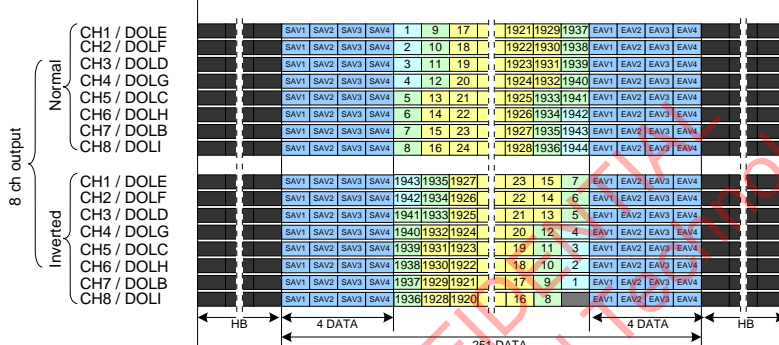 8 ch output
Normal
CH1 / DOLE SAV1 SAV2 SAV3 SAV4 1 9 17 1921 1929 1937 EAV1 EAV2 EAV3 EAV4
CH2 / DOLF SAV1 SAV2 SAV3 SAV4 2 10 18 1922 1930 1938 EAV1 EAV2 EAV3 EAV4
CH3 / DOLD SAV1 SAV2 SAV3 SAV4 3 11 19 1923 1931 1939 EAV1 EAV2 EAV3 EAV4
CH4 / DOLG SAV1 SAV2 SAV3 SAV4 4 12 20 1924 1932 1940 EAV1 EAV2 EAV3 EAV4
CH5 / DOLC SAV1 SAV2 SAV3 SAV4 5 13 21 1925 1933 1941 EAV1 EAV2 EAV3 EAV4
CH6 / DOLH SAV1 SAV2 SAV3 SAV4 6 14 22 1926 1934 1942 EAV1 EAV2 EAV3 EAV4
CH7 / DOLB SAV1 SAV2 SAV3 SAV4 7 15 23 1927 1935 1943 EAV1 EAV2 EAV3 EAV4
CH8 / DOLI SAV1 SAV2 SAV3 SAV4 8 16 24 1928 1936 1944 EAV1 EAV2 EAV3 EAV4
Inverted
CH1 / DOLE SAV1 SAV2 SAV3 SAV4 1943 1935 1927 23 15 7 EAV1 EAV2 EAV3 EAV4
CH2 / DOLF SAV1 SAV2 SAV3 SAV4 1942 1934 1926 22 14 6 EAV1 EAV2 EAV3 EAV4
CH3 / DOLD SAV1 SAV2 SAV3 SAV4 1941 1933 1925 21 13 5 EAV1 EAV2 EAV3 EAV4
CH4 / DOLG SAV1 SAV2 SAV3 SAV4 1940 1932 1924 20 12 4 EAV1 EAV2 EAV3 EAV4
CH5 / DOLC SAV1 SAV2 SAV3 SAV4 1939 1931 1923 19 11 3 EAV1 EAV2 EAV3 EAV4
CH6 / DOLH SAV1 SAV2 SAV3 SAV4 1938 1930 1922 18 10 2 EAV1 EAV2 EAV3 EAV4
CH7 / DOLB SAV1 SAV2 SAV3 SAV4 1937 1929 1921 17 9 1 EAV1 EAV2 EAV3 EAV4
CH8 / DOLI SAV1 SAV2 SAV3 SAV4 1936 1928 1920 16 8 EAV1 EAV2 EAV3 EAV4
HB 4 DATA 4 DATA HB
251 DATA